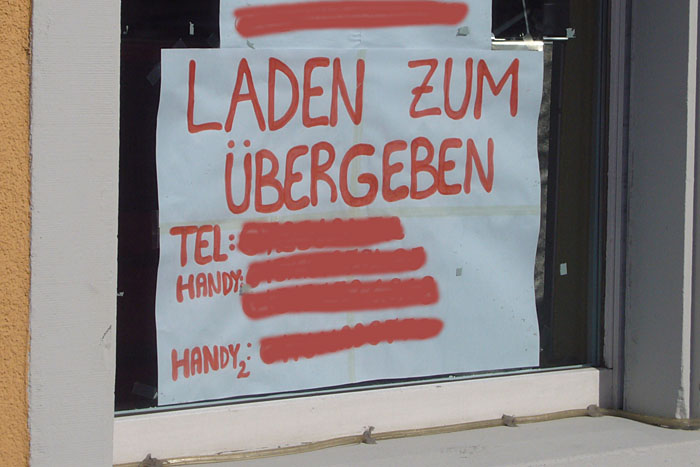 LADEN ZUM
ÜBERGEBEN
TEL:
HANDY:
HANDY2: